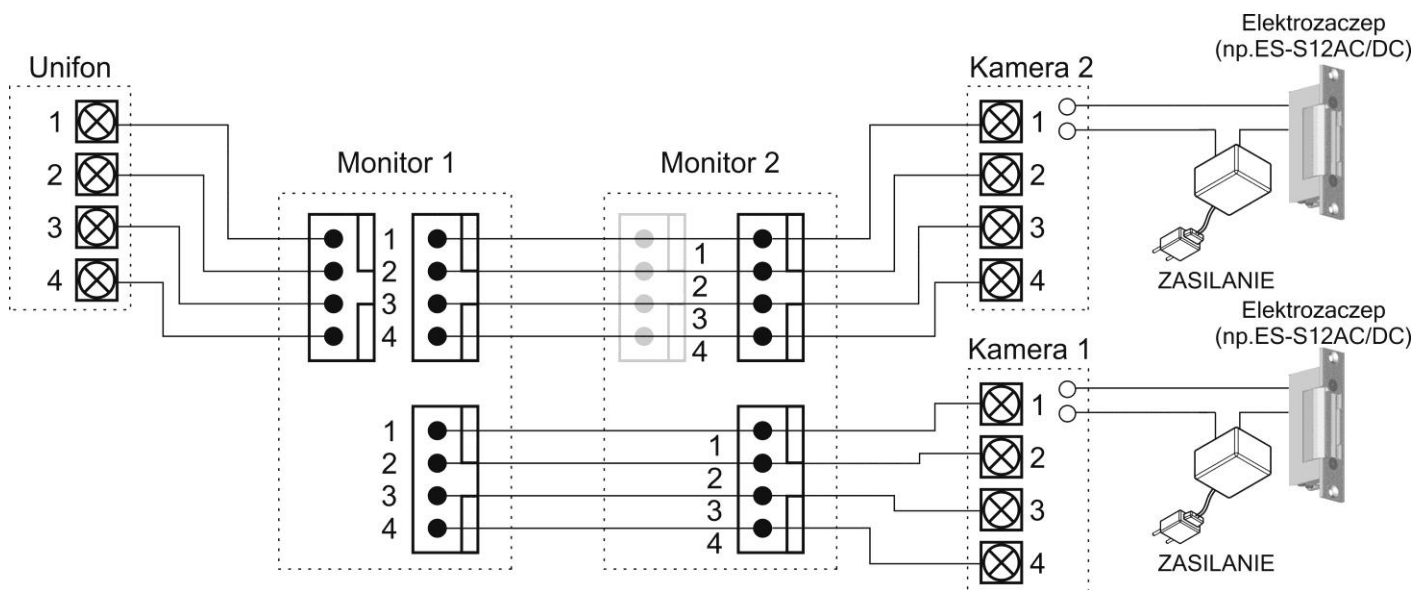 Elektrozaczep
(np.ES-S12AC/DC)
Unifon
Kamera 2
1
2
3
4
Monitor 1
Monitor 2
1
2
3
4
1
2
3
4
1
2
3
4
ZASILANIE
Elektrozaczep
(np.ES-S12AC/DC)
Kamera 1
1
2
3
4
1
2
3
4
1
2
3
4
ZASILANIE